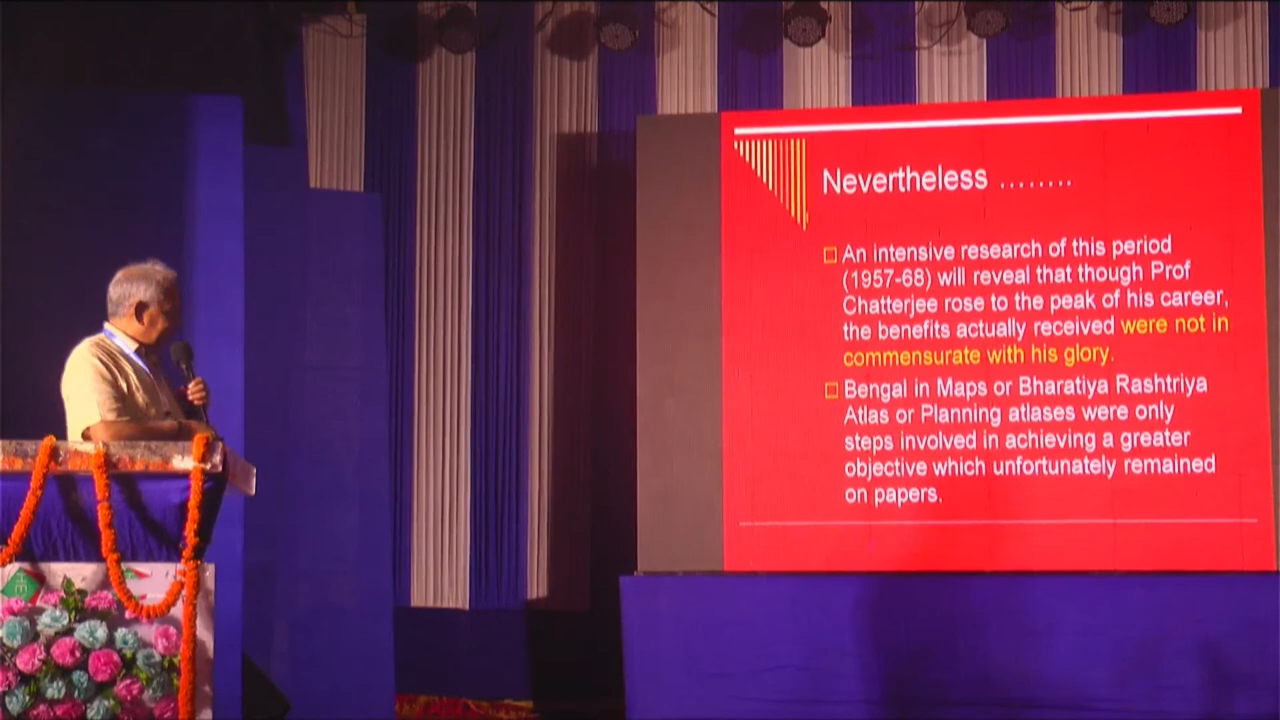 Nevertheless ........
An intensive research of this period
(1957-68) will reveal that though Prof
Chatterjee rose to the peak of his career,
the benefits actually received were not in
commensurate with his glory.
Bengal in Maps or Bharatiya Rashtriya
Atlas or Planning atlases were only
steps involved in achieving a greater
objective which unfortunately remained
on papers.